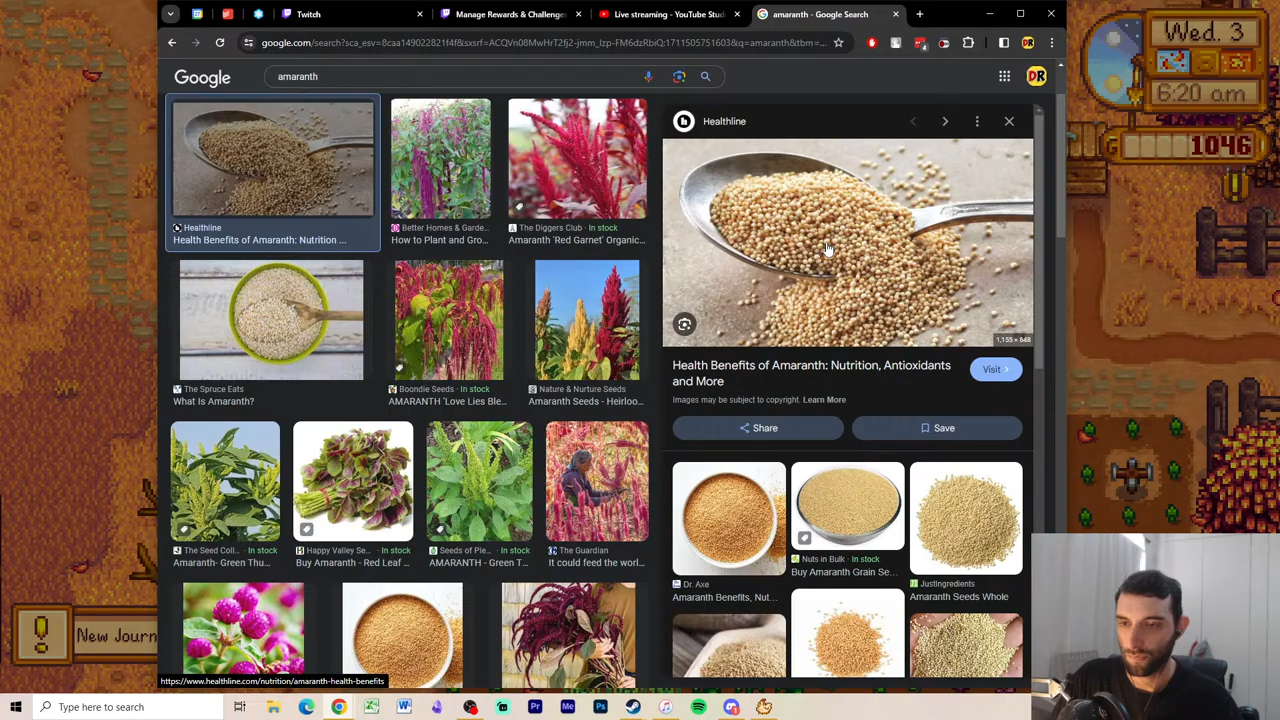 Twitch
Manage Rewards & Challenges
Live streaming - YouTube Stud
amaranth - Google Search
google.com/search?sca_esv=8caa149022821f4f&sxsrf=
q=amaranth&tbm=...
Google
amaranth
DR
Healthline
Health Benefits of Amaranth: Nutrition ...
Better Homes & Garde...
How to Plant and Gro...
The Diggers Club · In stock
Amaranth 'Red Garnet' Organic...
The Spruce Eats
What Is Amaranth?
Boondie Seeds · In stock
AMARANTH 'Love Lies Ble...
Nature & Nurture Seeds
Amaranth Seeds - Heirloo...
The Seed Coll... · In stock
Amaranth- Green Thu...
Happy Valley Se... · In stock
Buy Amaranth - Red Leaf ...
Seeds of Ple... · In stock
AMARANTH - Green T...
The Guardian
It could feed the worl...
Healthline
1,155 × 648
Health Benefits of Amaranth: Nutrition, Antioxidants
and More
Visit
Images may be subject to copyright. Learn More
Share
Save
Dr. Axe
Amaranth Benefits, Nut...
Nuts in Bulk · In stock
Buy Amaranth Grain Se...
JustIngredients
Amaranth Seeds Whole
https://www.healthline.com/nutrition/amaranth-health-benefits
Wed. 3
6:20 am
1046
New Journ
Type here to search